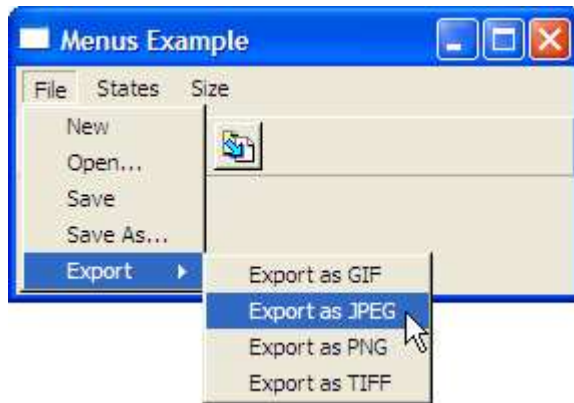 Menus Example
File States Size
New
Open...
Save
Save As...
Export
Export as GIF
Export as JPEG
Export as PNG
Export as TIFF